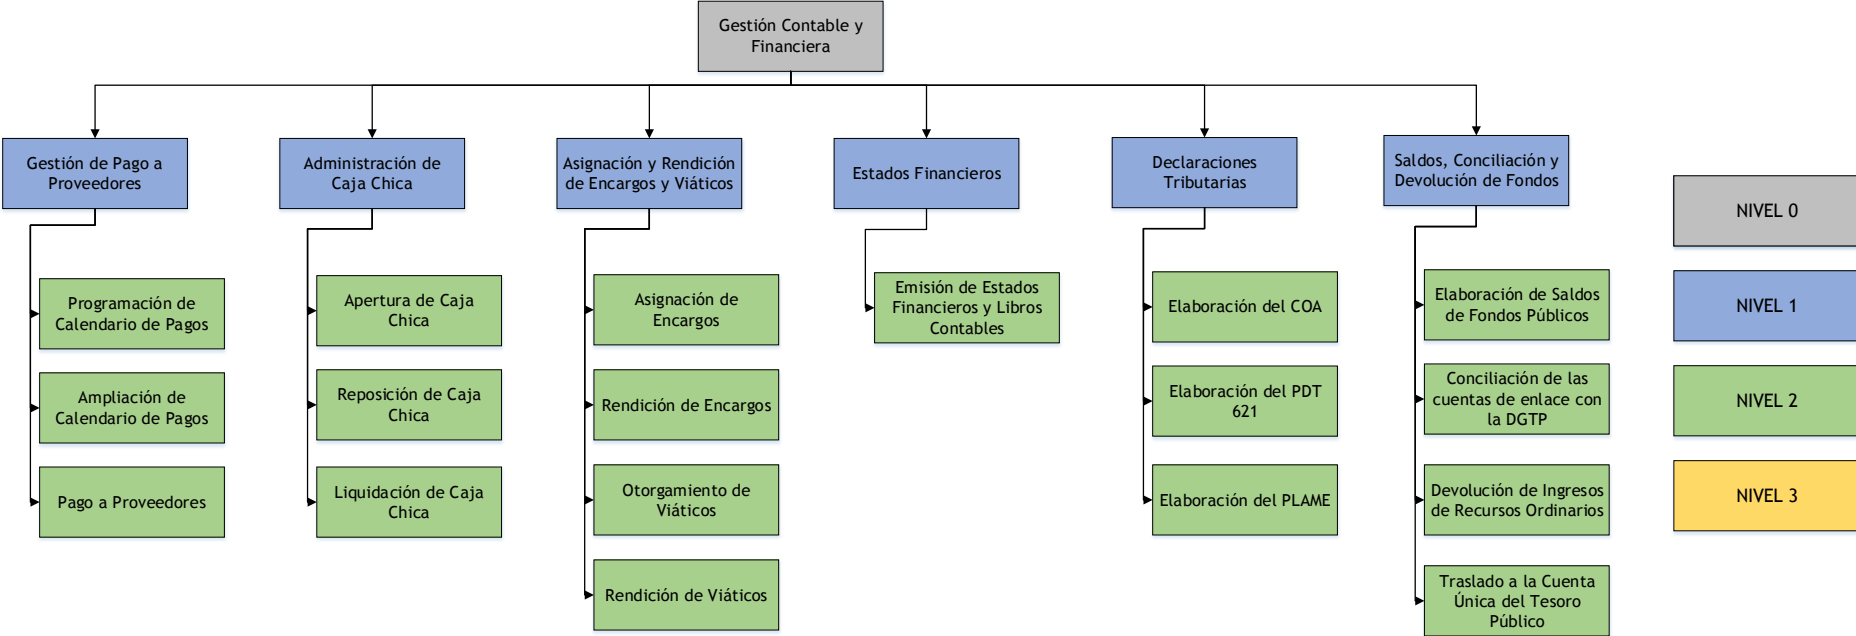 Gestión Contable y
Financiera
Gestión de Pago a
Proveedores
Programación de
Calendario de Pagos
Ampliación de
Calendario de Pagos
Pago a Proveedores
Administración de
Caja Chica
Apertura de Caja
Chica
Reposición de Caja
Chica
Liquidación de Caja
Chica
Asignación y Rendición
de Encargos y Viáticos
Asignación de
Encargos
Rendición de Encargos
Otorgamiento de
Viáticos
Rendición de Viáticos
Estados Financieros
Emisión de Estados
Financieros y Libros
Contables
Declaraciones
Tributarias
Elaboración del COA
Elaboración del PDT
621
Elaboración del PLAME
Saldos, Conciliación y
Devolución de Fondos
Elaboración de Saldos
de Fondos Públicos
Conciliación de las
cuentas de enlace con
la DGTP
Devolución de Ingresos
de Recursos Ordinarios
Traslado a la Cuenta
Única del Tesoro
Público
NIVEL 0
NIVEL 1
NIVEL 2
NIVEL 3